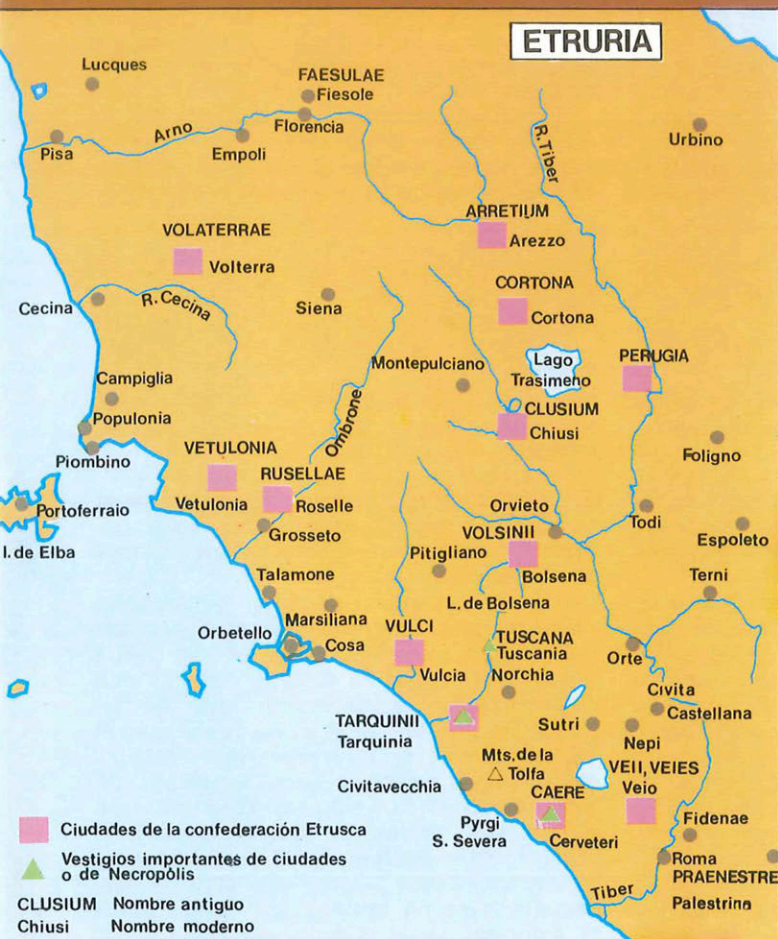 ETRURIA
Lucques
FAESULAE
Fiesole
Florencia
Arno
Pisa
Empoli
R. Tiber
Urbino
ARRETIUM
Arezzo
VOLATERRAE
Volterra
CORTONA
Cortona
Cecina
R. Cecina
Siena
Lago
Trasimeno
PERUGIA
Montepulciano
Campiglia
Populonia
Piombino
Ombrone
CLUSIUM
Chiusi
Foligno
VETULONIA
Vetulonia
RUSELLAE
Roselle
Grosseto
Portoferraio
I. de Elba
Orvieto
Todi
Espoleto
VOLSINII
Bolsena
Pitigliano
L. de Bolsena
Terni
Talamone
Marsiliana
Orbetello
Cosa
VULCI
Vulcia
TUSCANA
Tuscania
Norchia
Orte
Civita
Castellana
TARQUINII
Tarquinia
Sutri
Nepi
Mts. de la
Tolfa
VEII, VEIES
Veio
Civitavecchia
CAERE
Cerveteri
Pyrgi
S. Severa
Fidenae
Roma
PRAENESTRE
Palestrina
Tiber
Ciudades de la confederación Etrusca
Vestigios importantes de ciudades
o de Necropólis
CLUSIUM Nombre antiguo
Chiusi Nombre moderno